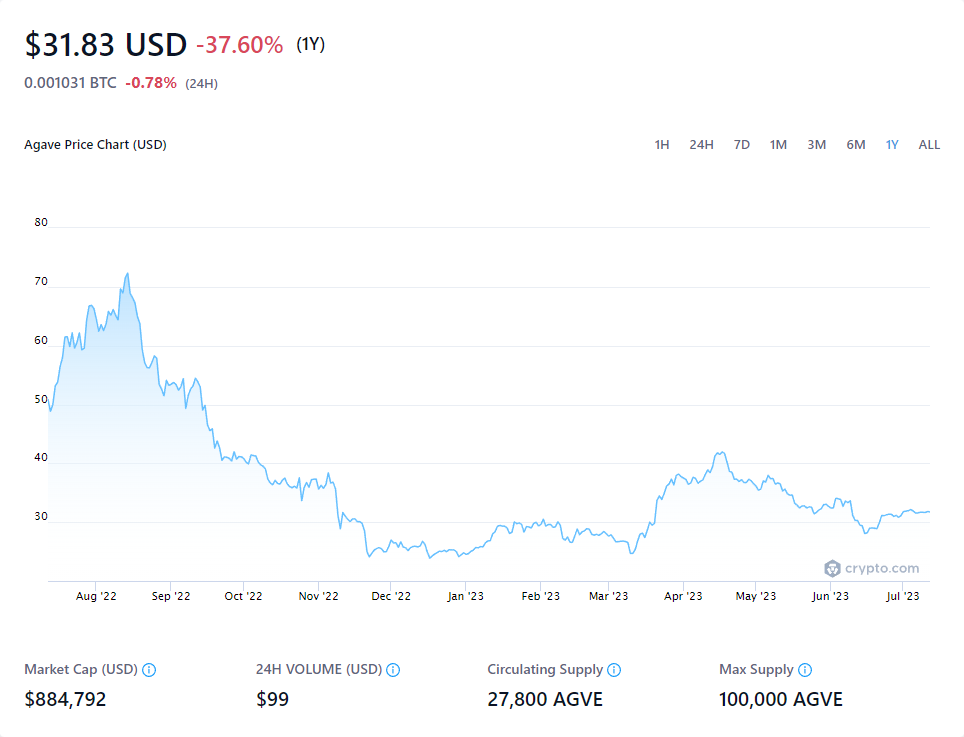 $31.83 USD -37.60% (1Y)
0.001031 BTC -0.78% (24H)
Agave Price Chart (USD) 1H 24H 7D 1M 3M 6M 1Y ALL
80
70
60
50
40
30
crypto.com
Aug '22 Sep '22 Oct '22 Nov '22 Dec '22 Jan '23 Feb '23 Mar '23 Apr '23 May '23 Jun '23 Jul '23
Market Cap (USD) 24H VOLUME (USD) Circulating Supply Max Supply
$884,792 $99 27,800 AGVE 100,000 AGVE